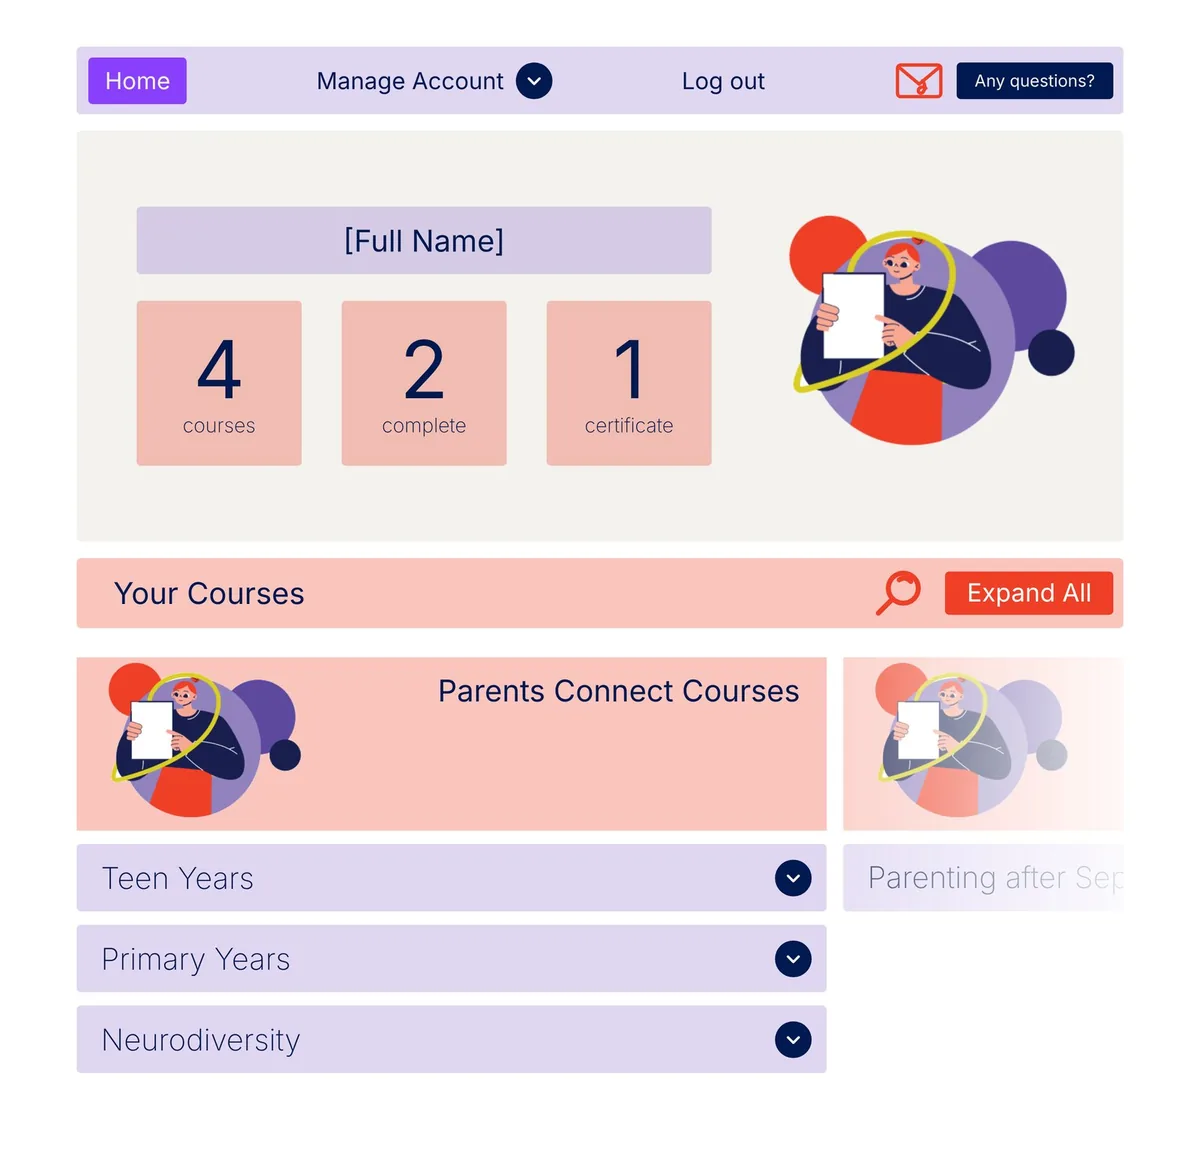 Home
Manage Account
Log out
Any questions?
[Full Name]
4
courses
2
complete
1
certificate
Your Courses
Expand All
Parents Connect Courses
Teen Years
Parenting after Sep
Primary Years
Neurodiversity